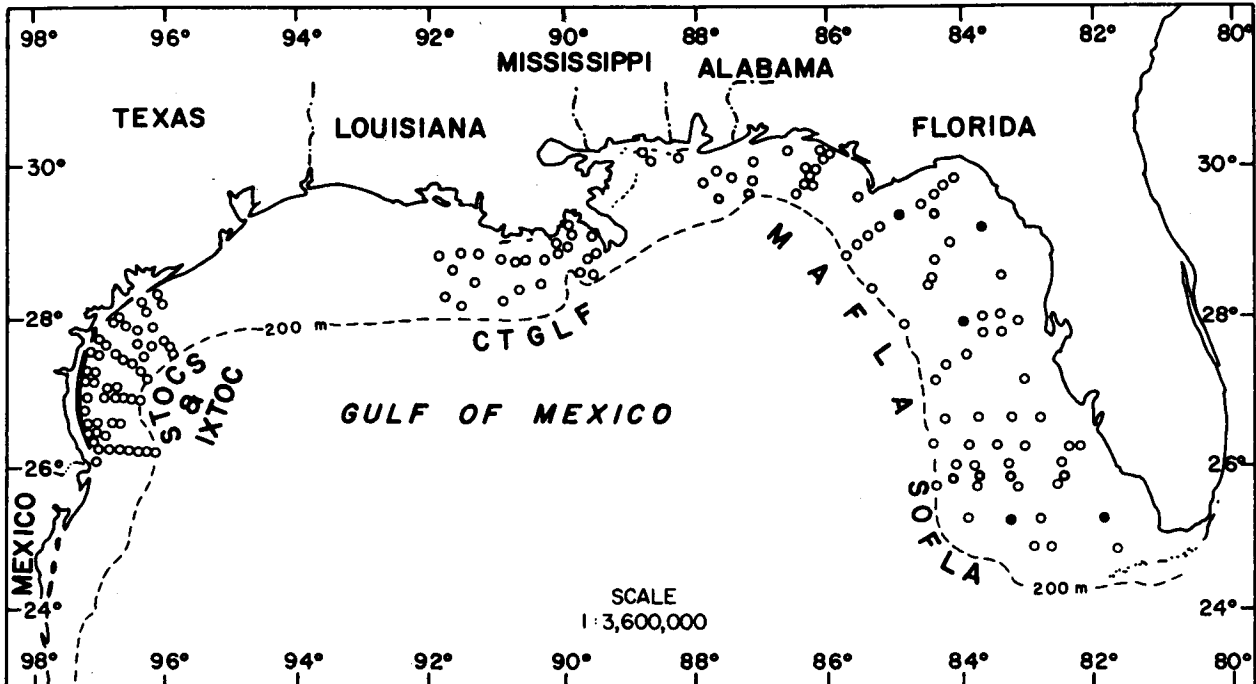 98° 96° 94° 92° 90° 88° 86° 84° 82° 80°
MISSISSIPPI ALABAMA
TEXAS LOUISIANA FLORIDA
30° 30°
MAFLA
28° 200 m CTGLF 28°
STOCS
& IXTOC
GULF OF MEXICO
26° 26°
SOFLA
MEXICO
200 m
SCALE
24° 1:3,600,000 24°
98° 96° 94° 92° 90° 88° 86° 84° 82° 80°